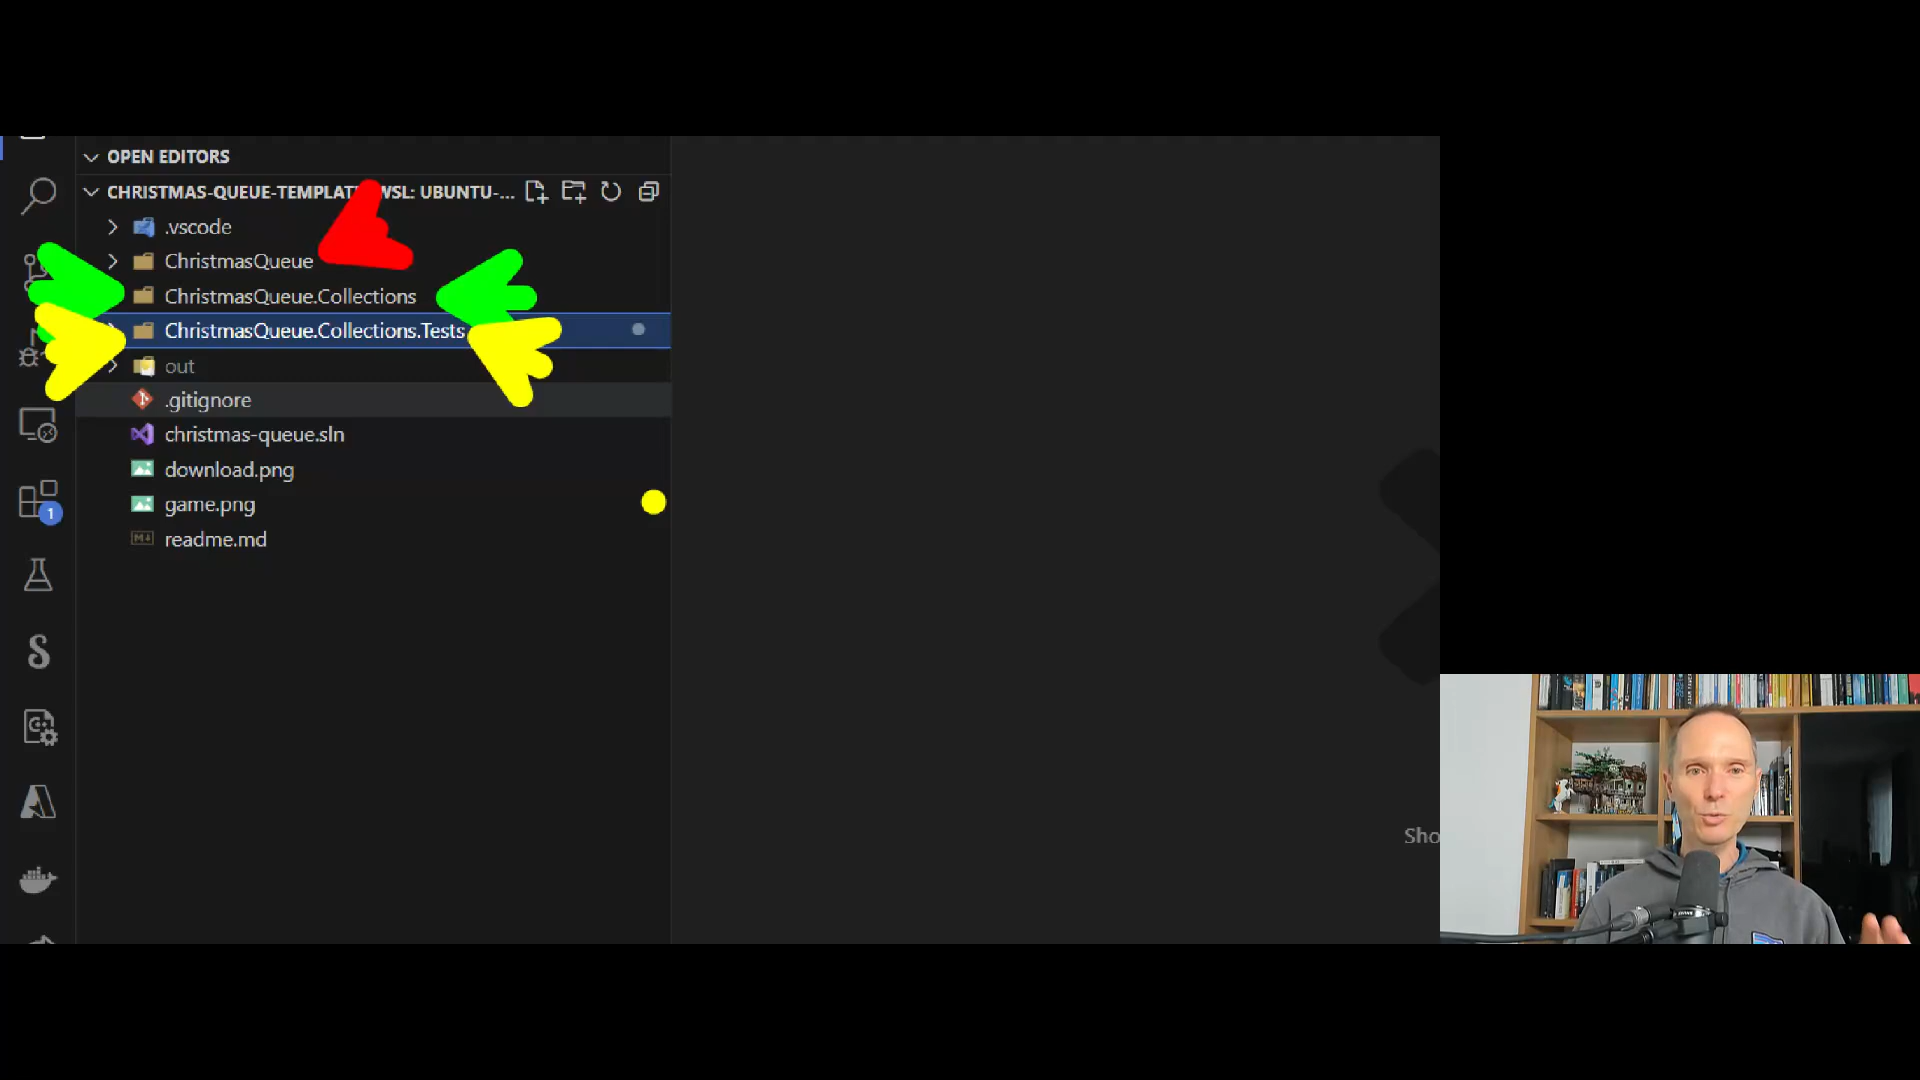 OPEN EDITORS
CHRISTMAS-QUEUE-TEMPLAT WSL: UBUNTU-...
.vscode
ChristmasQueue
ChristmasQueue.Collections
ChristmasQueue.Collections.Tests
out
.gitignore
christmas-queue.sln
download.png
game.png
readme.md
1
Sho